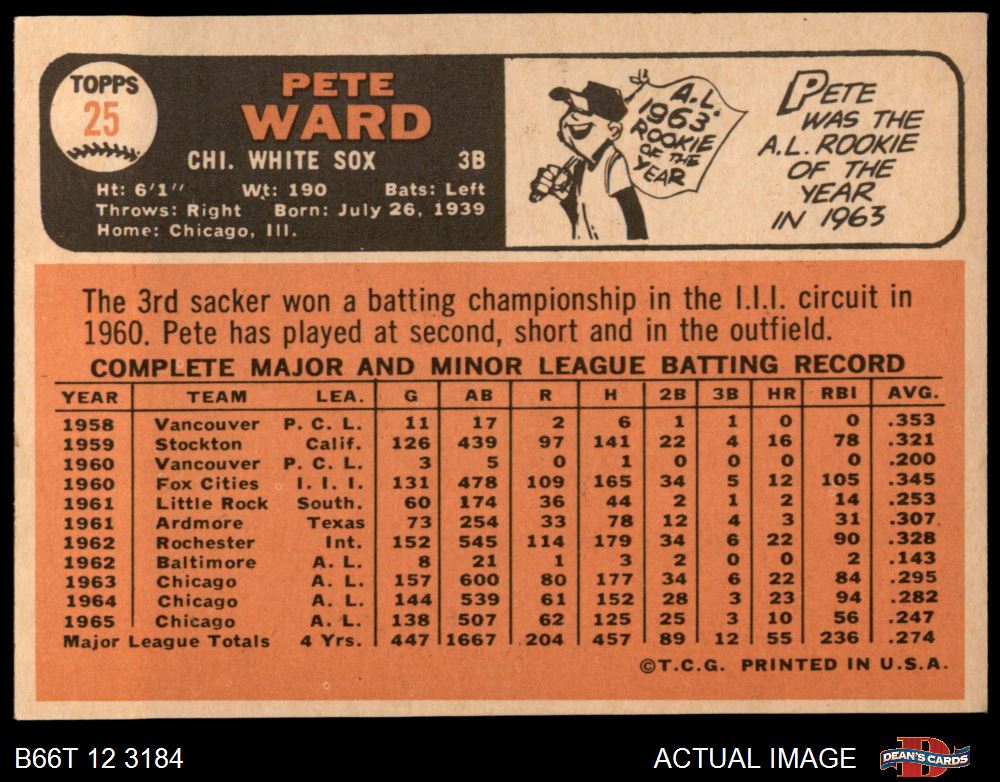 TOPPS
25
PETE
WARD
CHI. WHITE SOX 3B
Ht: 6'1" Wt: 190 Bats: Left
Throws: Right Born: July 26, 1939
Home: Chicago, Ill.
A.L.
1963
ROOKIE
OF THE
YEAR
PETE
WAS THE
A.L. ROOKIE
OF THE
YEAR
IN 1963
The 3rd sacker won a batting championship in the I.I.I. circuit in
1960. Pete has played at second, short and in the outfield.
COMPLETE MAJOR AND MINOR LEAGUE BATTING RECORD
YEAR TEAM LEA. G AB R H 2B 3B HR RBI AVG.
1958 Vancouver P. C. L. 11 17 2 6 1 1 0 0 .353
1959 Stockton Calif. 126 439 97 141 22 4 16 78 .321
1960 Vancouver P. C. L. 3 5 0 1 0 0 0 0 .200
1960 Fox Cities I. I. I. 131 478 109 165 34 5 12 105 .345
1961 Little Rock South. 60 174 36 44 2 1 2 14 .253
1961 Ardmore Texas 73 254 33 78 12 4 3 31 .307
1962 Rochester Int. 152 545 114 179 34 6 22 90 .328
1962 Baltimore A. L. 8 21 1 3 2 0 0 2 .143
1963 Chicago A. L. 157 600 80 177 34 6 22 84 .295
1964 Chicago A. L. 144 539 61 152 28 3 23 94 .282
1965 Chicago A. L. 138 507 62 125 25 3 10 56 .247
Major League Totals 4 Yrs. 447 1667 204 457 89 12 55 236 .274
©T.C.G. PRINTED IN U.S.A.
B66T 12 3184 ACTUAL IMAGE DEAN'S CARDS